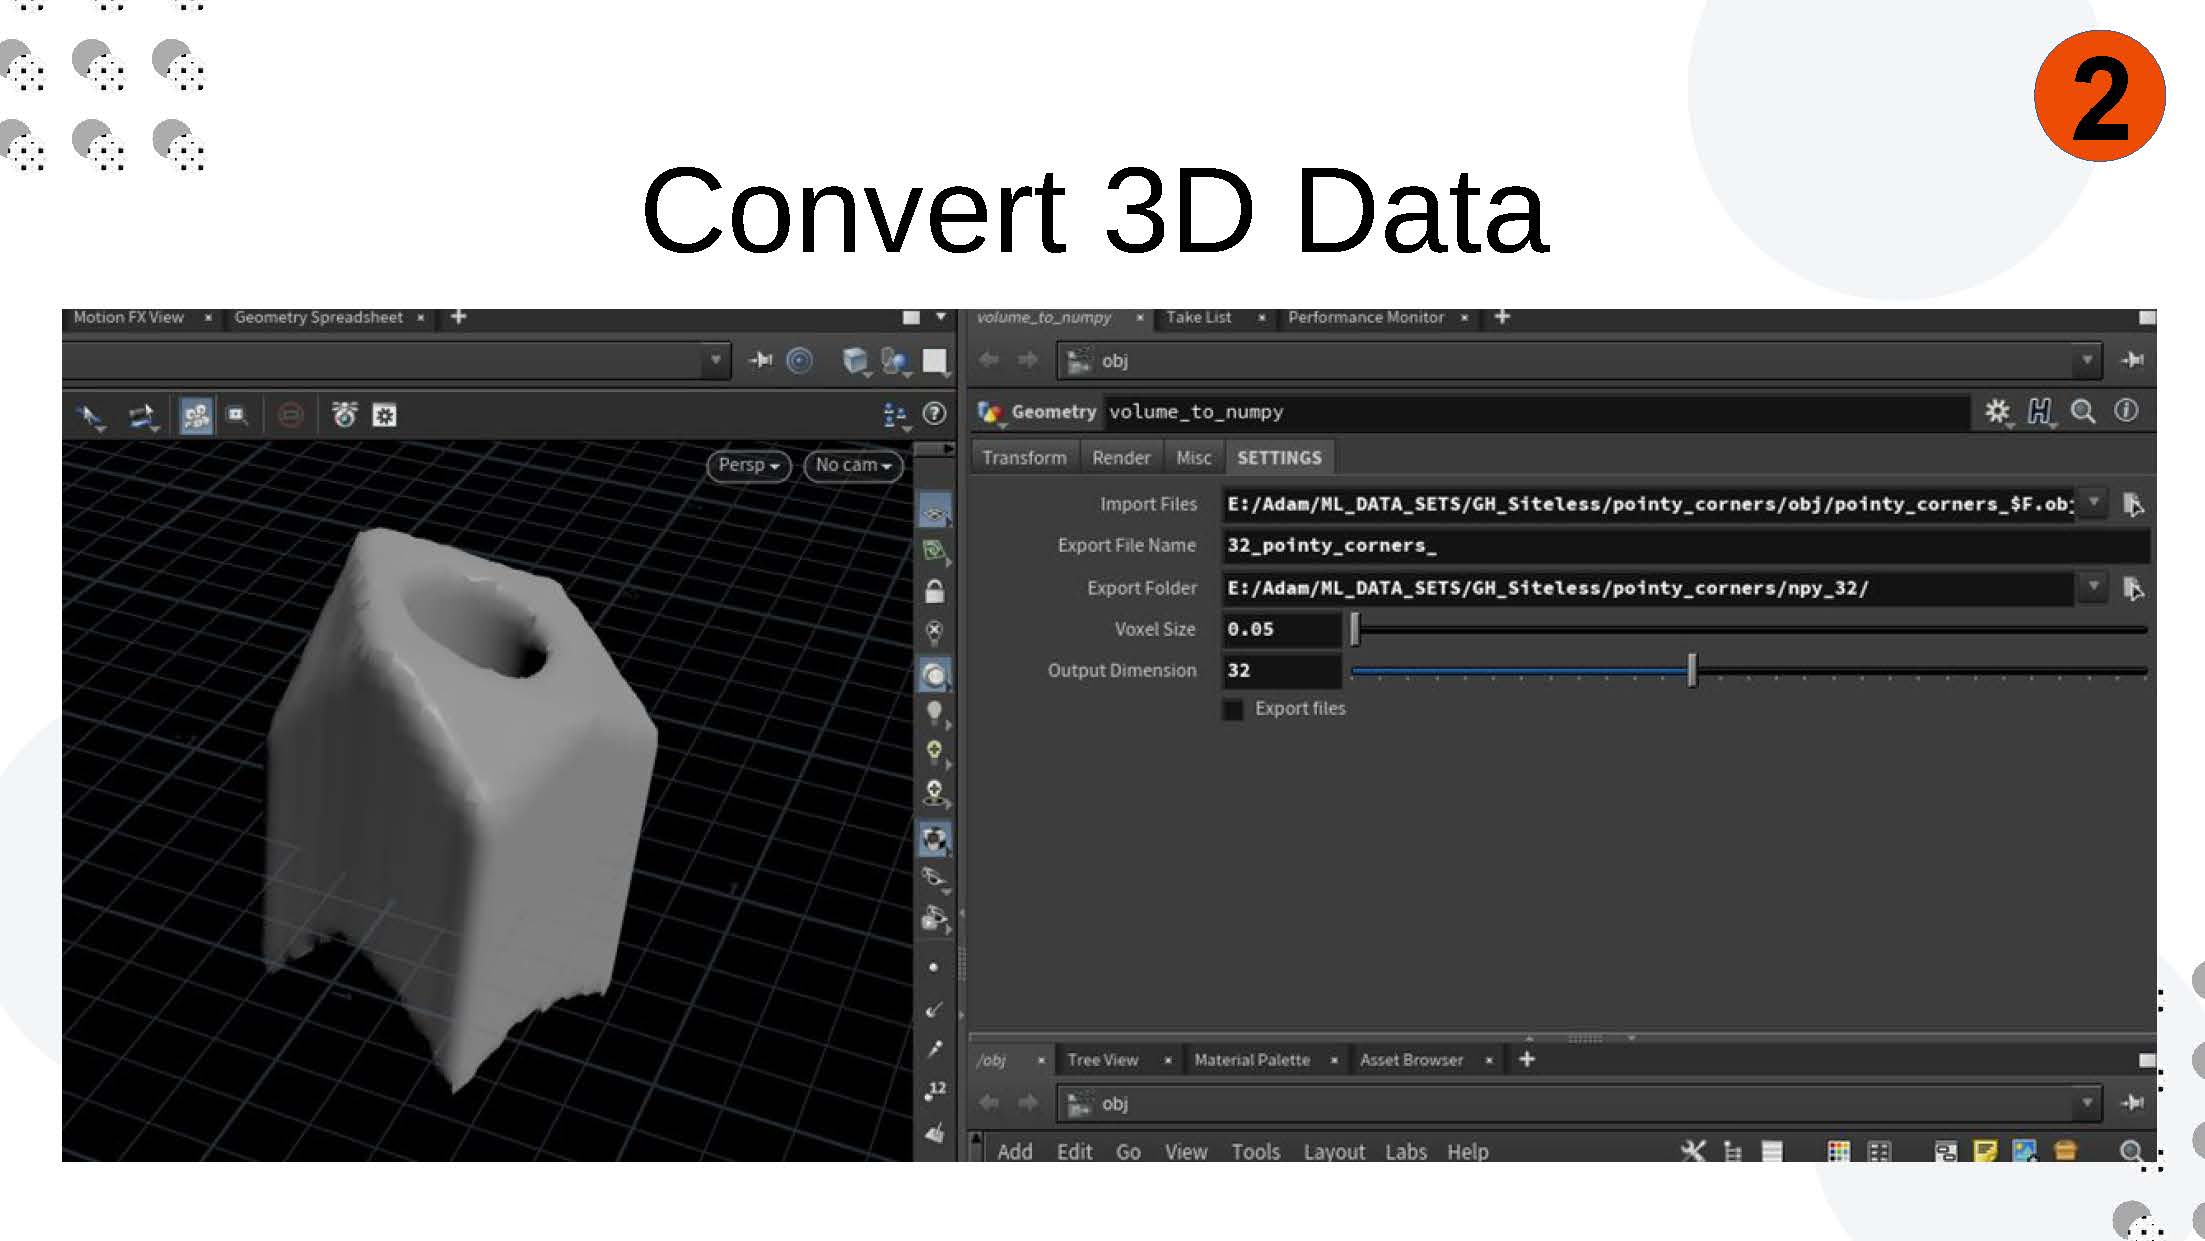 2
Convert 3D Data
Motion FX View × Geometry Spreadsheet × +
volume_to_numpy × Take List × Performance Monitor × +
obj
Geometry volume_to_numpy
Transform Render Misc SETTINGS
Persp No cam
Import Files E:/Adam/ML_DATA_SETS/GH_Siteless/pointy_corners/obj/pointy_corners_$F.obj
Export File Name 32_pointy_corners_
Export Folder E:/Adam/ML_DATA_SETS/GH_Siteless/pointy_corners/npy_32/
Voxel Size 0.05
Output Dimension 32
Export files
/obj × Tree View × Material Palette × Asset Browser × +
12
obj
Add Edit Go View Tools Layout Labs Help